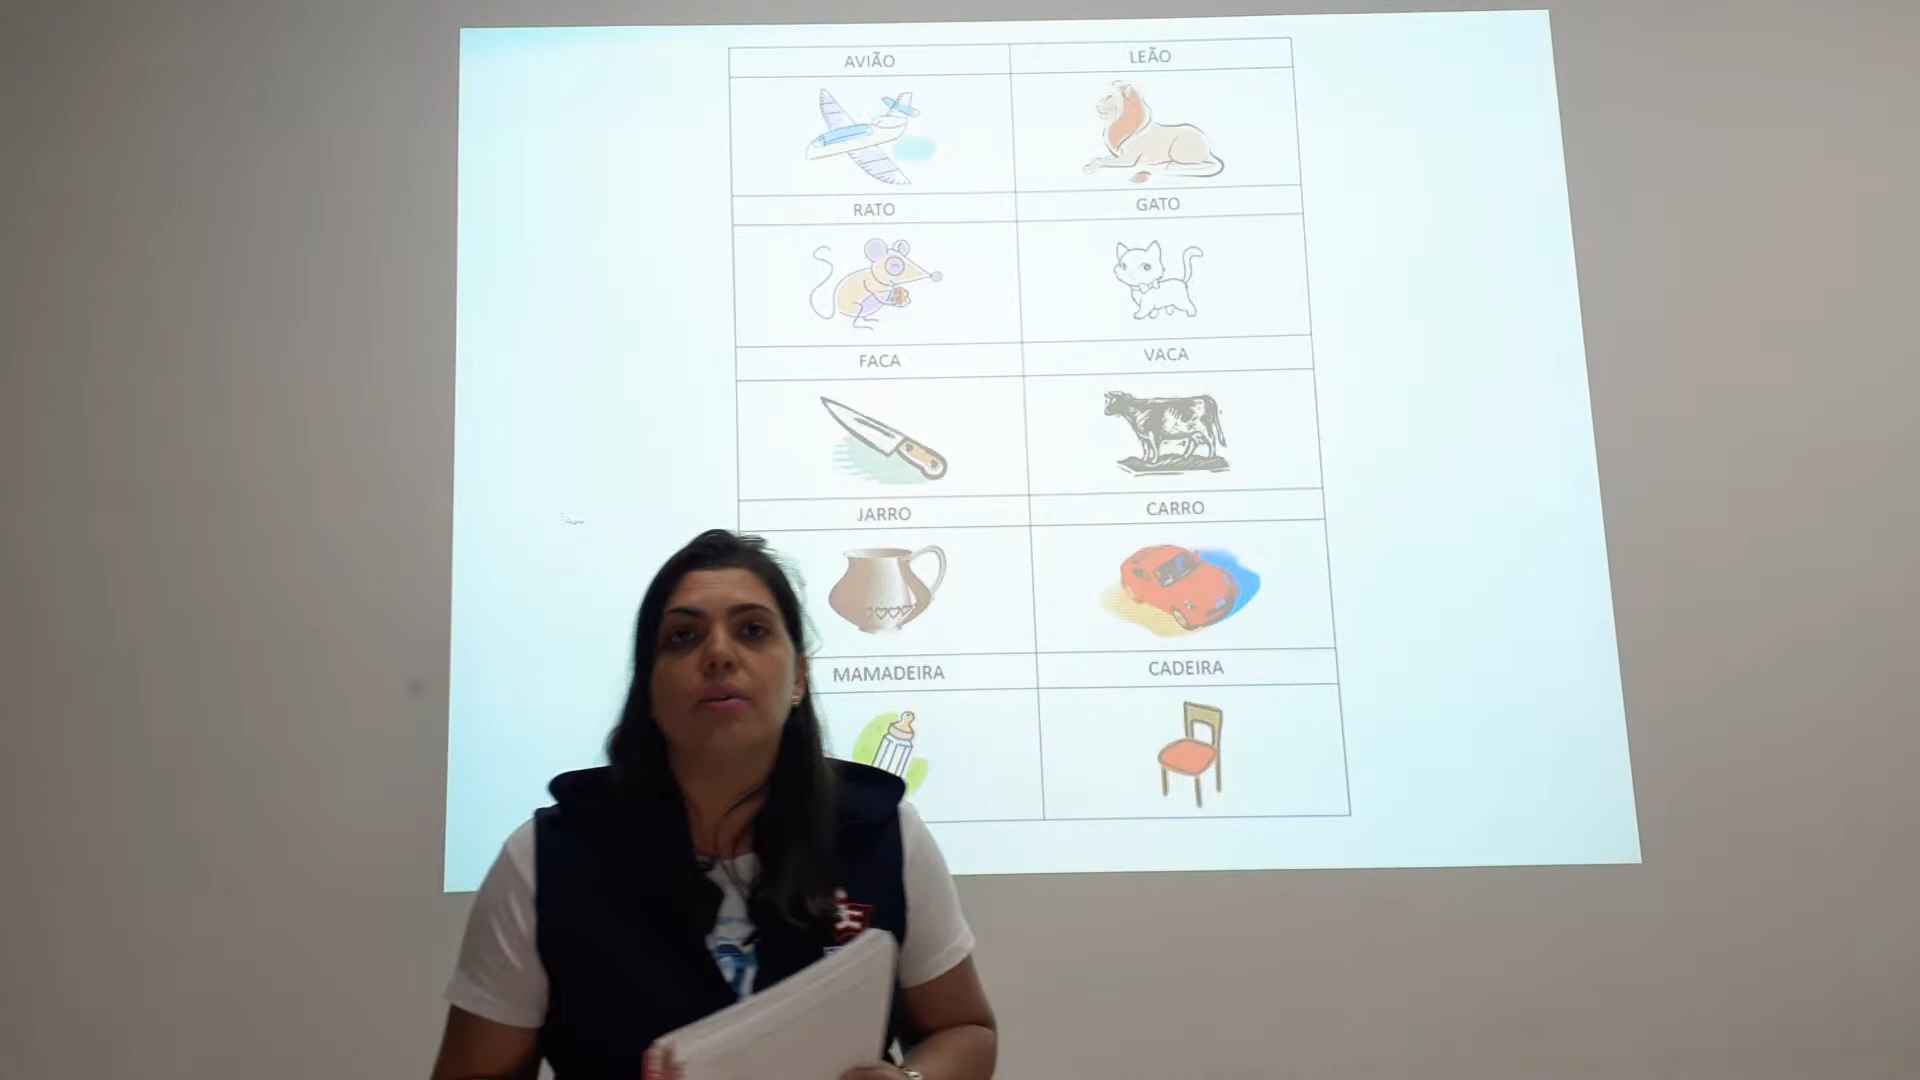 AVIÃO LEÃO
RATO GATO
FACA VACA
JARRO CARRO
MAMADEIRA CADEIRA